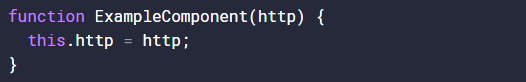 function ExampleComponent(http) {
  this.http = http;
}